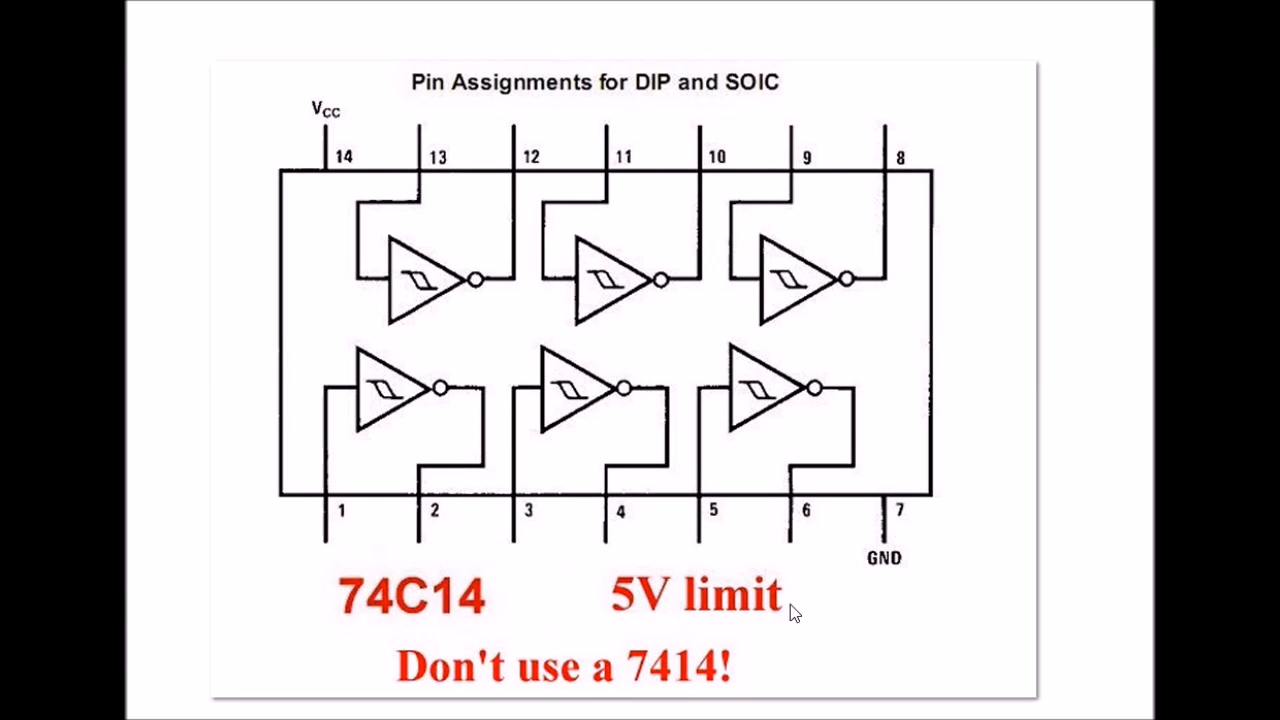 Pin Assignments for DIP and SOIC
VCC
14 13 12 11 10 9 8
1 2 3 4 5 6 7
GND
74C14 5V limit
Don't use a 7414!